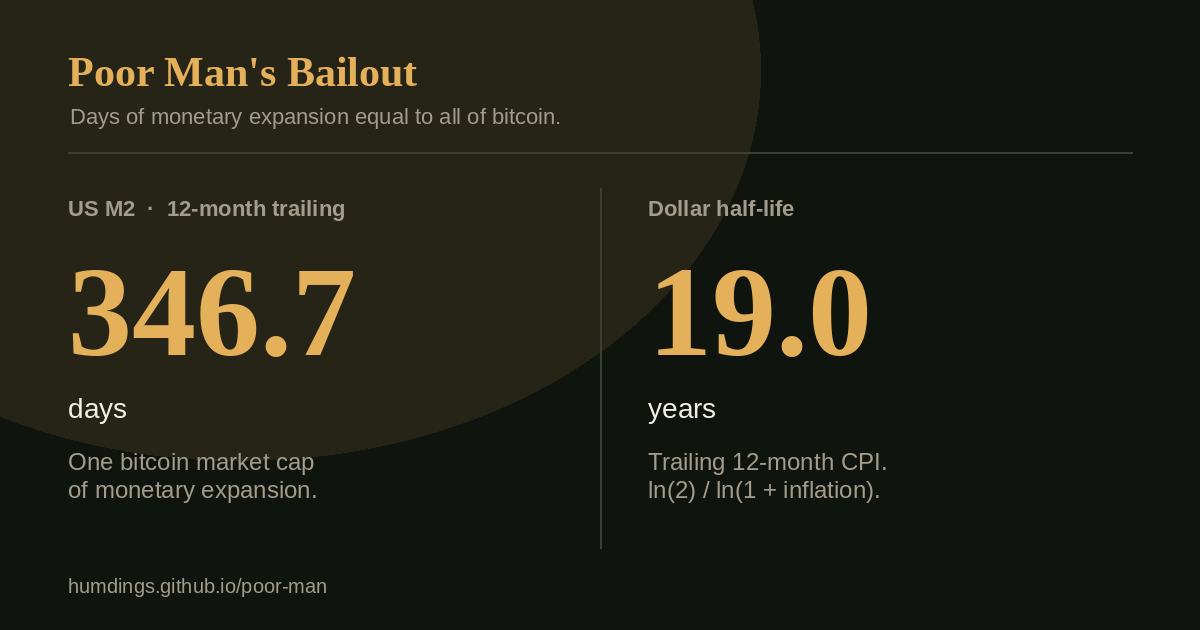 Poor Man's Bailout
Days of monetary expansion equal to all of bitcoin.
US M2 · 12-month trailing
346.7
days
One bitcoin market cap
of monetary expansion.
Dollar half-life
19.0
years
Trailing 12-month CPI.
ln(2) / ln(1 + inflation).
humdings.github.io/poor-man